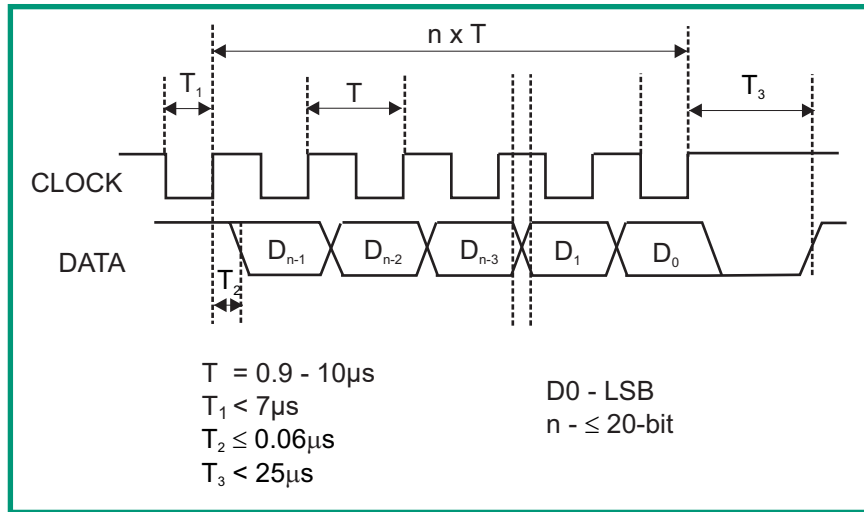 n x T
T₁
T
T₃
CLOCK
DATA
Dₙ₋₁
Dₙ₋₂
Dₙ₋₃
D₁
D₀
T₂
T = 0.9 - 10µs
T₁ < 7µs
T₂ ≤ 0.06µs
T₃ < 25µs
D0 - LSB
n - ≤ 20-bit